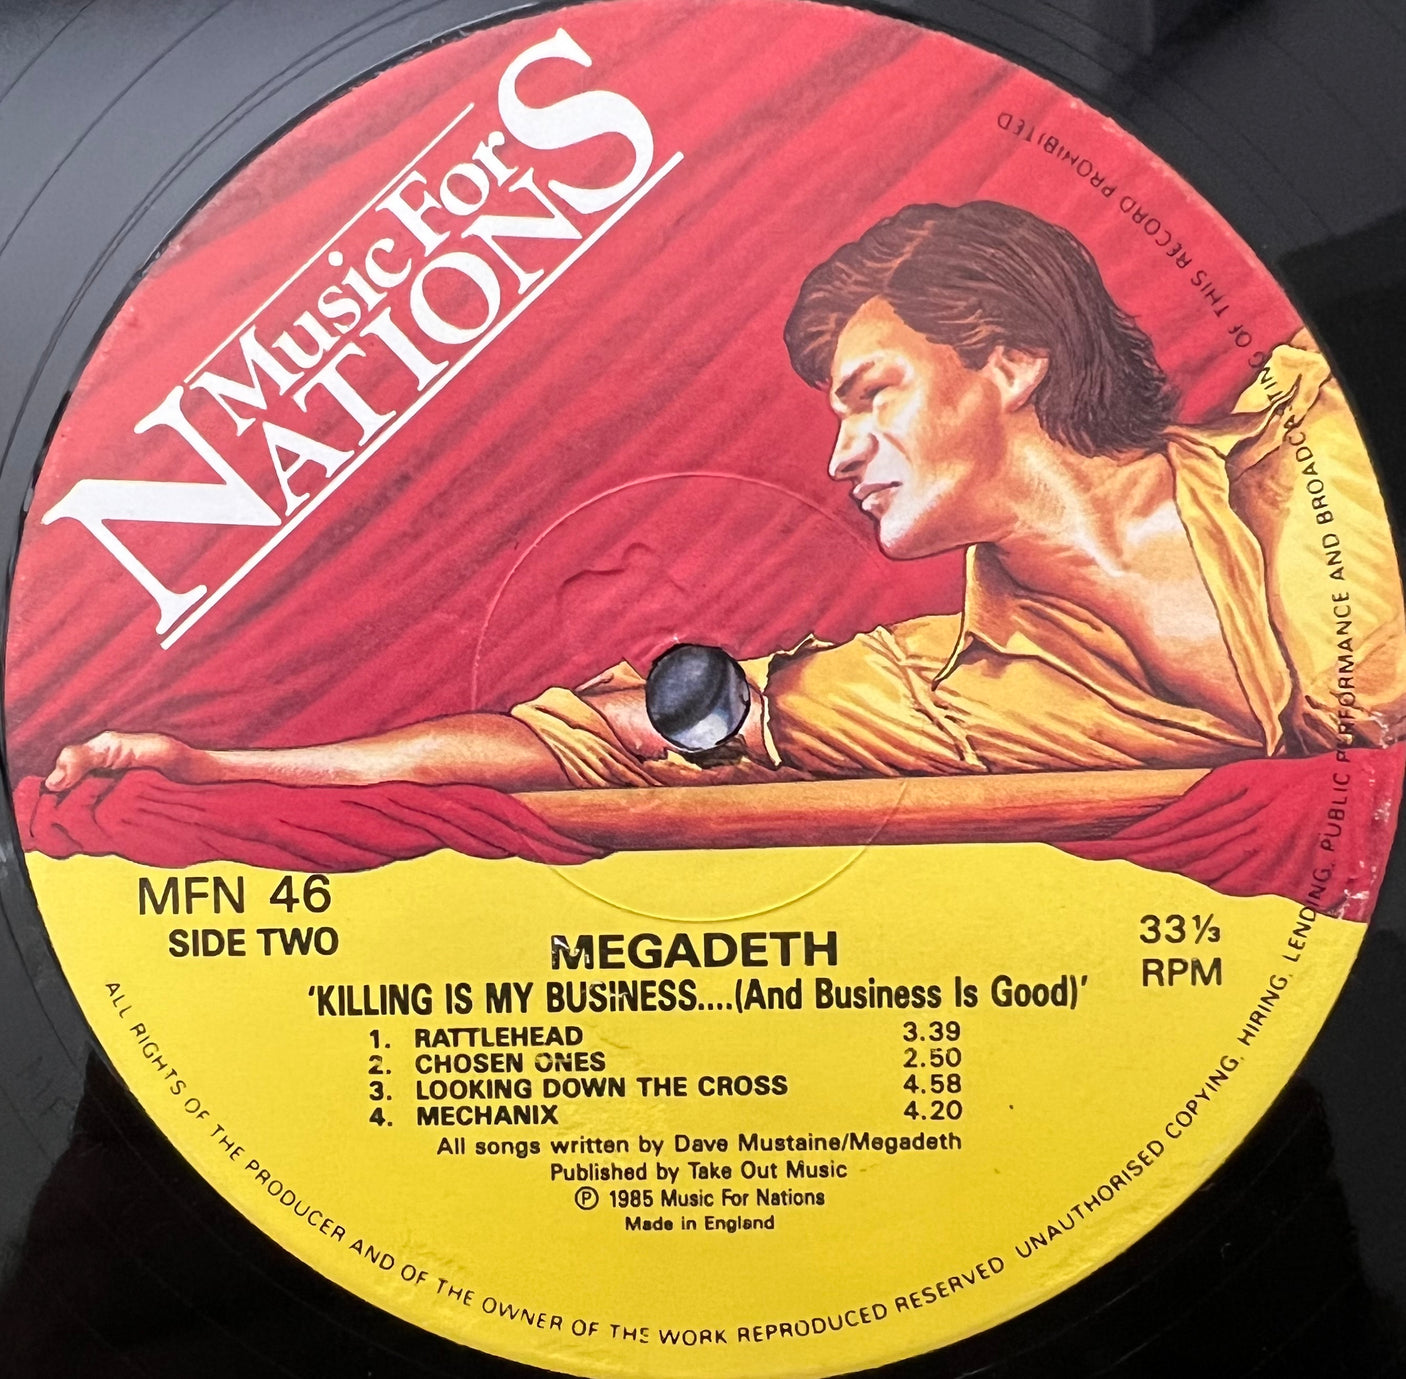 Music For
NATIONS
MFN 46
SIDE TWO
33⅓
RPM
MEGADETH
'KILLING IS MY BUSINESS....(And Business Is Good)'
1. RATTLEHEAD 3.39
2. CHOSEN ONES 2.50
3. LOOKING DOWN THE CROSS 4.58
4. MECHANIX 4.20
All songs written by Dave Mustaine/Megadeth
Published by Take Out Music
Ⓟ 1985 Music For Nations
Made in England
ALL RIGHTS OF THE PRODUCER AND OF THE OWNER OF THE WORK REPRODUCED RESERVED UNAUTHORISED COPYING, HIRING, LENDING, PUBLIC PERFORMANCE AND BROADCASTING OF THIS RECORD PROHIBITED